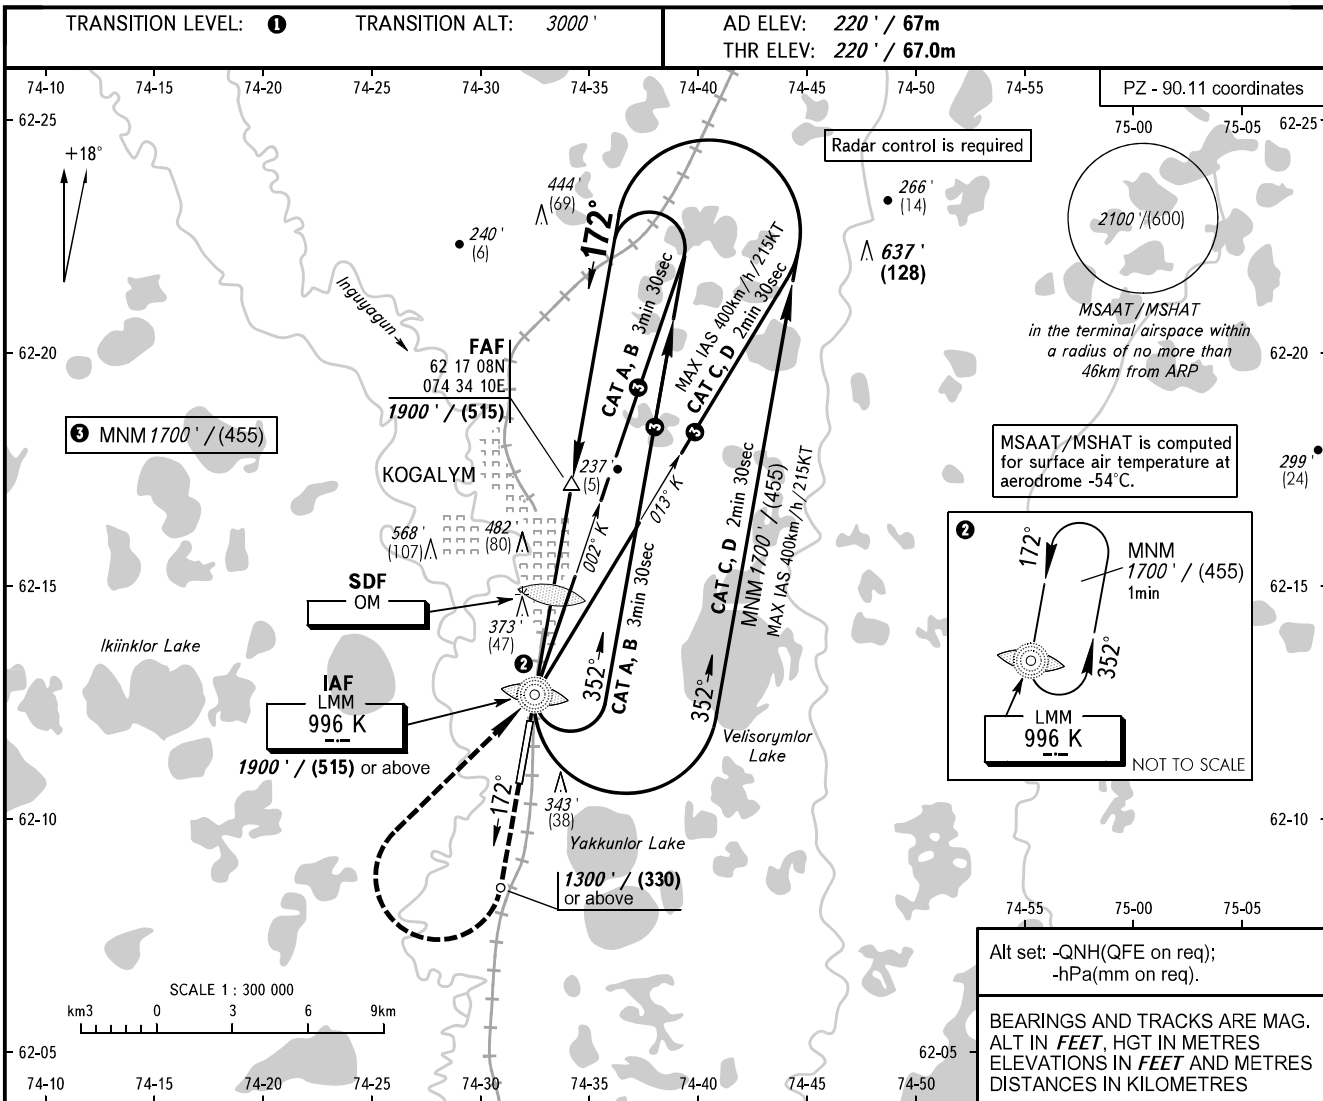 TRANSITION LEVEL: ❶ TRANSITION ALT: 3000 '
AD ELEV: 220 ' / 67m
THR ELEV: 220 ' / 67.0m
74-10 74-15 74-20 74-25 74-30 74-35 74-40 74-45 74-50 74-55
PZ - 90.11 coordinates
75-00 75-05
62-25 62-25
+18°
Radar control is required
444 '
(69)
266 '
(14)
240 '
(6)
637 '
(128)
2100 '/(600)
172°
MSAAT / MSHAT
in the terminal airspace within
a radius of no more than
46km from ARP
Inguyagun
62-20 62-20
FAF
62 17 08N
074 34 10E
1900 ' / (515)
CAT A, B 3min 30sec
MAX IAS 400km/h/215KT
CAT C, D 2min 30sec
❸ MNM 1700 ' / (455)
❸
❸
❸
KOGALYM
237 '
(5)
MSAAT/MSHAT is computed
for surface air temperature at
aerodrome -54°C.
299 '
(24)
568 '
(107)
482 '
(80)
002° K
013° K
CAT A, B 3min 30sec
352°
CAT C, D 2min 30sec
MNM 1700 ' / (455)
MAX IAS 400km/h/215KT
352°
62-15 62-15
SDF
OM
373 '
(47)
Ikiinklor Lake
❷
IAF
LMM
996 K
1900 ' / (515) or above
Velisorymlor
Lake
❷
172°
MNM
1700 ' / (455)
1min
352°
LMM
996 K
NOT TO SCALE
172°
343 '
(38)
62-10 62-10
Yakkunlor Lake
1300 ' / (330)
or above
74-55 75-00 75-05
Alt set: -QNH(QFE on req);
-hPa(mm on req).
SCALE 1 : 300 000
km3 0 3 6 9km
BEARINGS AND TRACKS ARE MAG.
ALT IN FEET, HGT IN METRES
ELEVATIONS IN FEET AND METRES
DISTANCES IN KILOMETRES
62-05 62-05
74-10 74-15 74-20 74-25 74-30 74-35 74-40 74-45 74-50